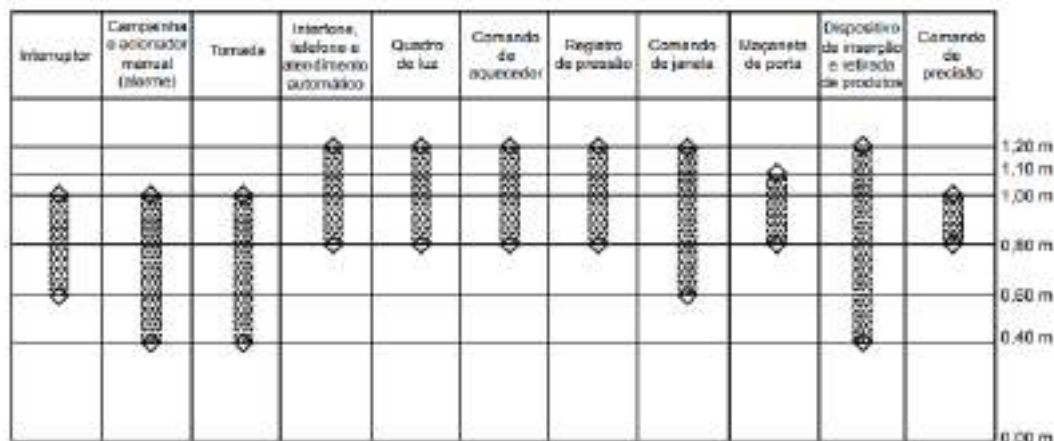 Interruptor
Campainha
e acionador
manual
(alarme)
Tomada
Interfone,
telefone e
atendimento
automático
Quadro
de luz
Comando
de
aquecedor
Registro
de pressão
Comando
de janela
Maçaneta
de porta
Dispositivo
de inserção
e retirada
de produtos
Comando
de
precisão
1,20 m
1,10 m
1,00 m
0,80 m
0,60 m
0,40 m
0,00 m